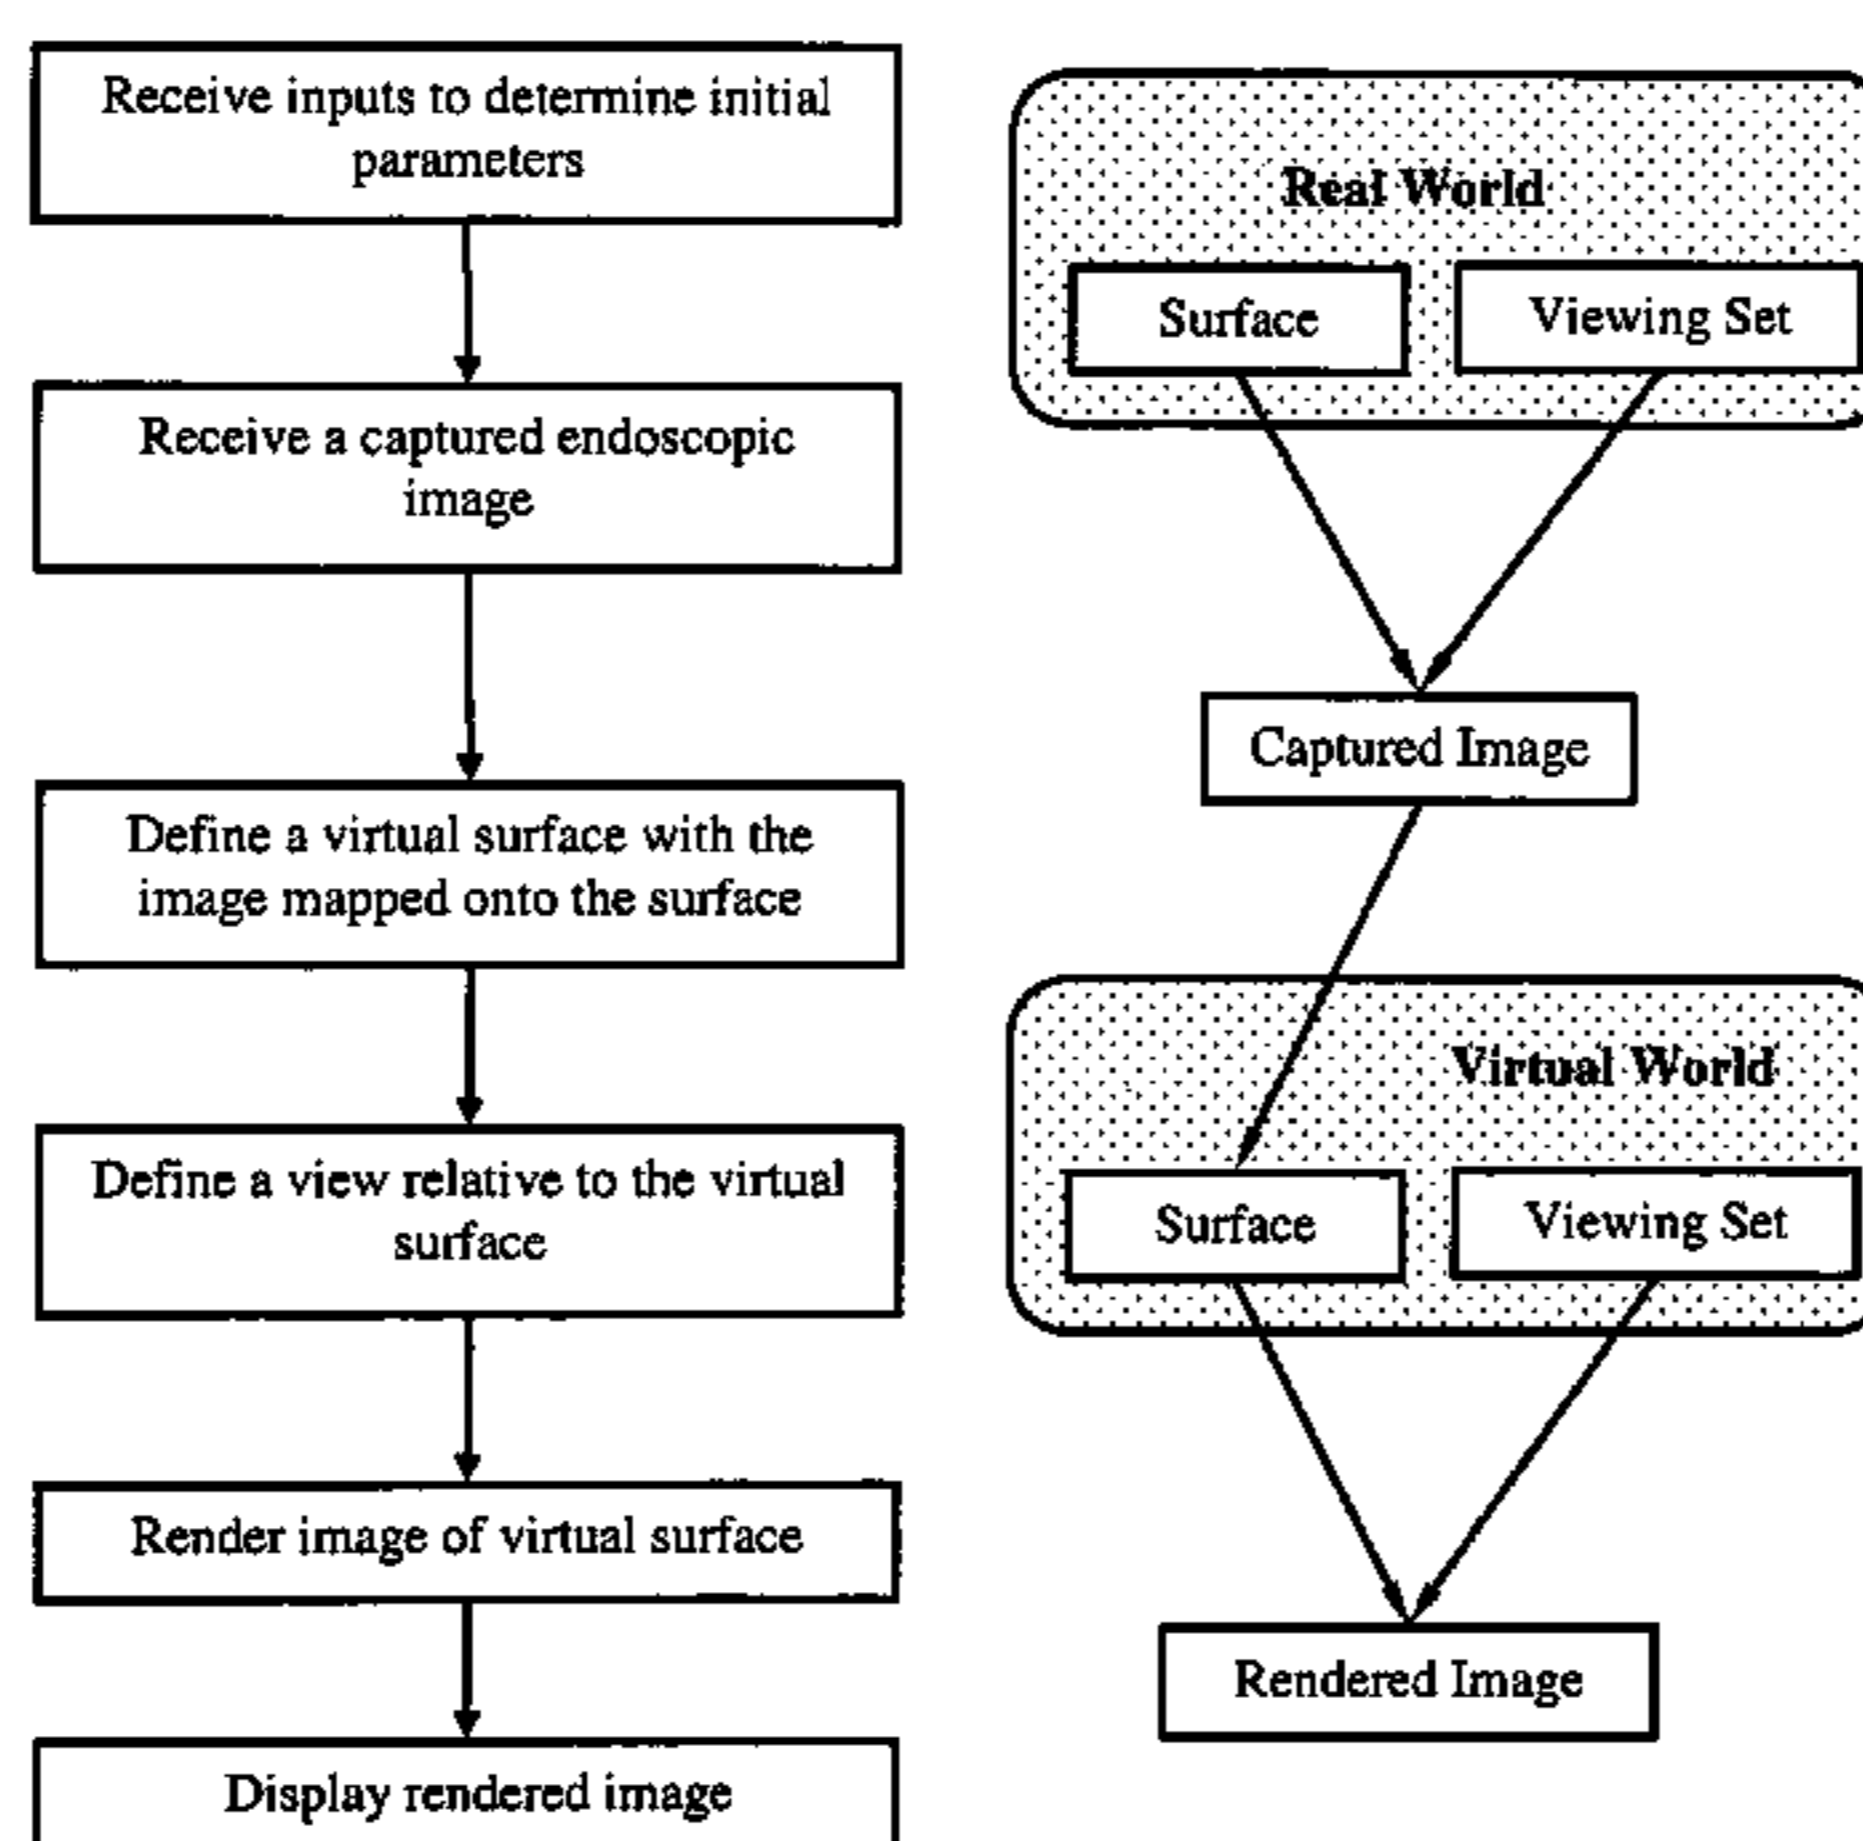 Receive inputs to determine initial
parameters
Receive a captured endoscopic
image
Define a virtual surface with the
image mapped onto the surface
Define a view relative to the virtual
surface
Render image of virtual surface
Display rendered image
Real World
Surface
Viewing Set
Captured Image
Virtual World
Surface
Viewing Set
Rendered Image